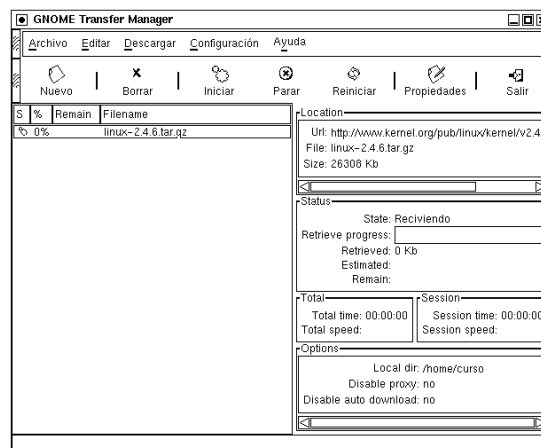 GNOME Transfer Manager
Archivo Editar Descargar Configuración Ayuda
Nuevo Borrar Iniciar Parar Reiniciar Propiedades Salir
S % Remain Filename
0% linux-2.4.6.tar.gz
Location
Url: http://www.kernel.org/pub/linux/kernel/v2.4
File: linux-2.4.6.tar.gz
Size: 26308 Kb
Status
State: Reciviendo
Retrieve progress:
Retrieved: 0 Kb
Estimated:
Remain:
Total
Total time: 00:00:00
Total speed:
Session
Session time: 00:00:00
Session speed:
Options
Local dir: /home/curso
Disable proxy: no
Disable auto download: no